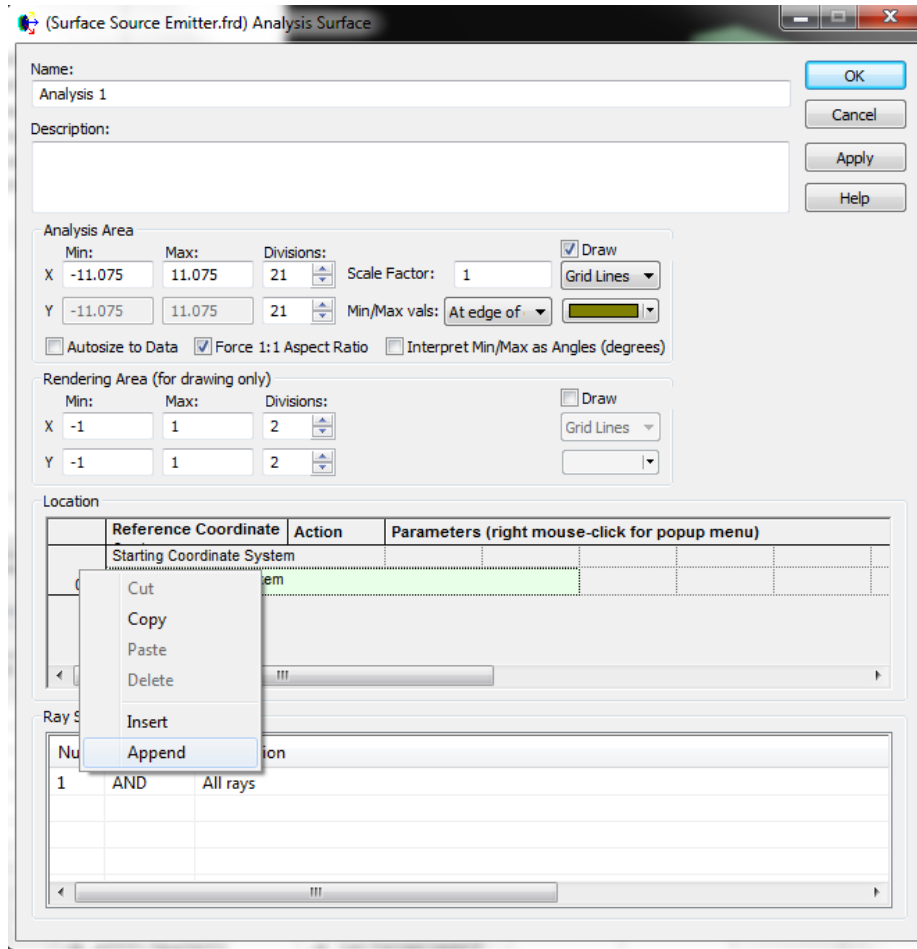 (Surface Source Emitter.frd) Analysis Surface
Name:
Analysis 1
OK
Cancel
Description:
Apply
Help
Analysis Area
Min: Max: Divisions: Draw
X -11.075 11.075 21 Scale Factor: 1 Grid Lines
Y -11.075 11.075 21 Min/Max vals: At edge of
Autosize to Data Force 1:1 Aspect Ratio Interpret Min/Max as Angles (degrees)
Rendering Area (for drawing only)
Min: Max: Divisions: Draw
X -1 1 2 Grid Lines
Y -1 1 2
Location
Reference Coordinate Action Parameters (right mouse-click for popup menu)
Starting Coordinate System
em
Cut
Copy
Paste
Delete
Insert
Append
Ray S
Nu ion
1 AND All rays